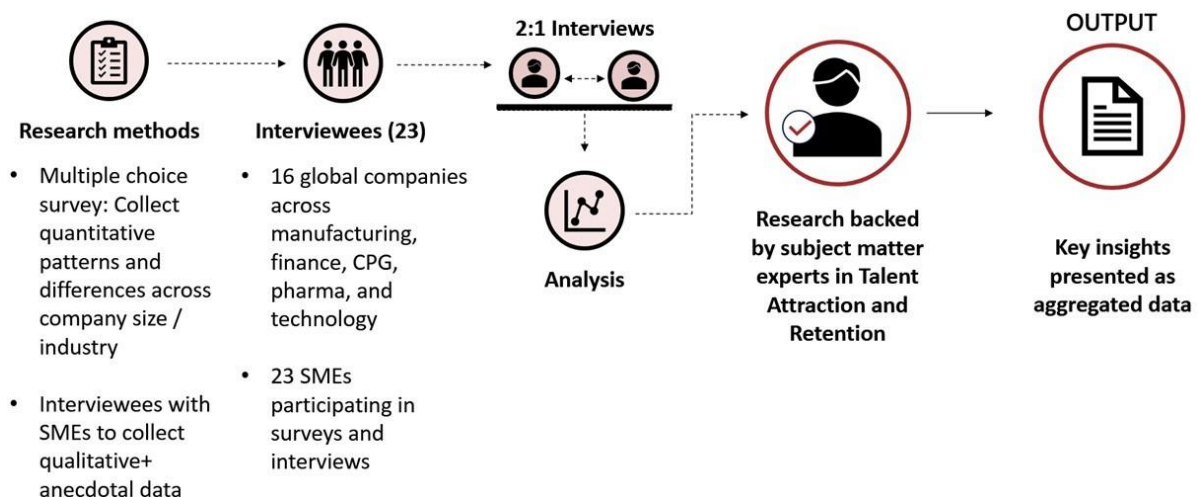 Research methods
• Multiple choice
survey: Collect
quantitative
patterns and
differences across
company size /
industry
• Interviewees with
SMEs to collect
qualitative+
anecdotal data
Interviewees (23)
• 16 global companies
across
manufacturing,
finance, CPG,
pharma, and
technology
• 23 SMEs
participating in
surveys and
interviews
2:1 Interviews
Analysis
Research backed
by subject matter
experts in Talent
Attraction and
Retention
OUTPUT
Key insights
presented as
aggregated data